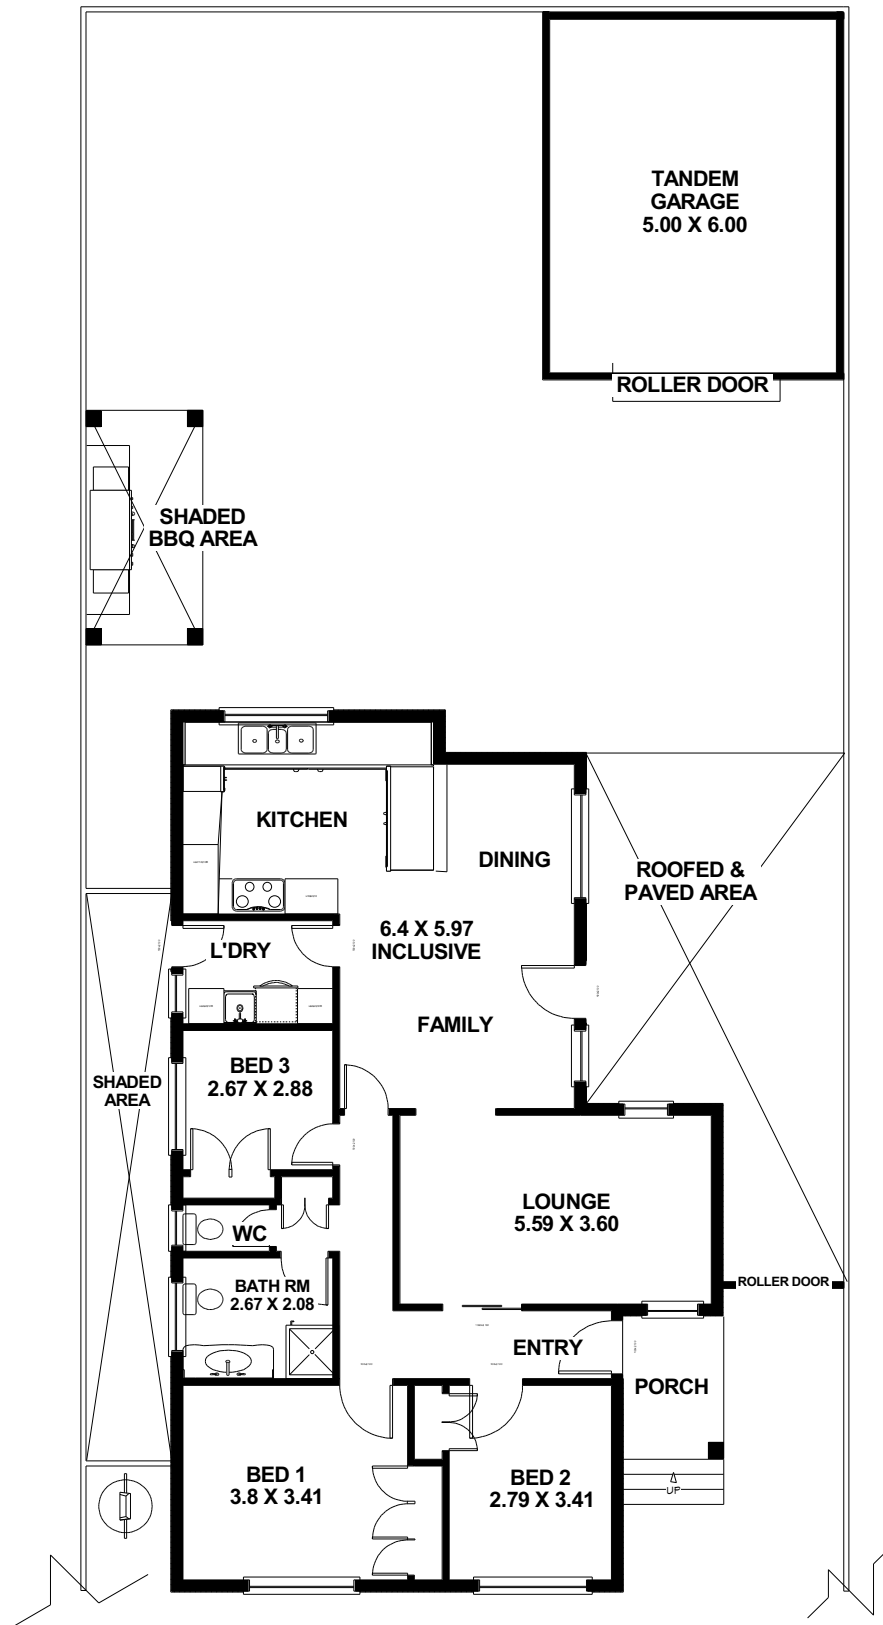 TANDEM
GARAGE
5.00 X 6.00
ROLLER DOOR
SHADED
BBQ AREA
KITCHEN
DINING
ROOFED &
PAVED AREA
6.4 X 5.97
INCLUSIVE
L'DRY
FAMILY
BED 3
2.67 X 2.88
SHADED
AREA
LOUNGE
5.59 X 3.60
WC
BATH RM
2.67 X 2.08
ROLLER DOOR
ENTRY
PORCH
BED 1
3.8 X 3.41
BED 2
2.79 X 3.41
UP